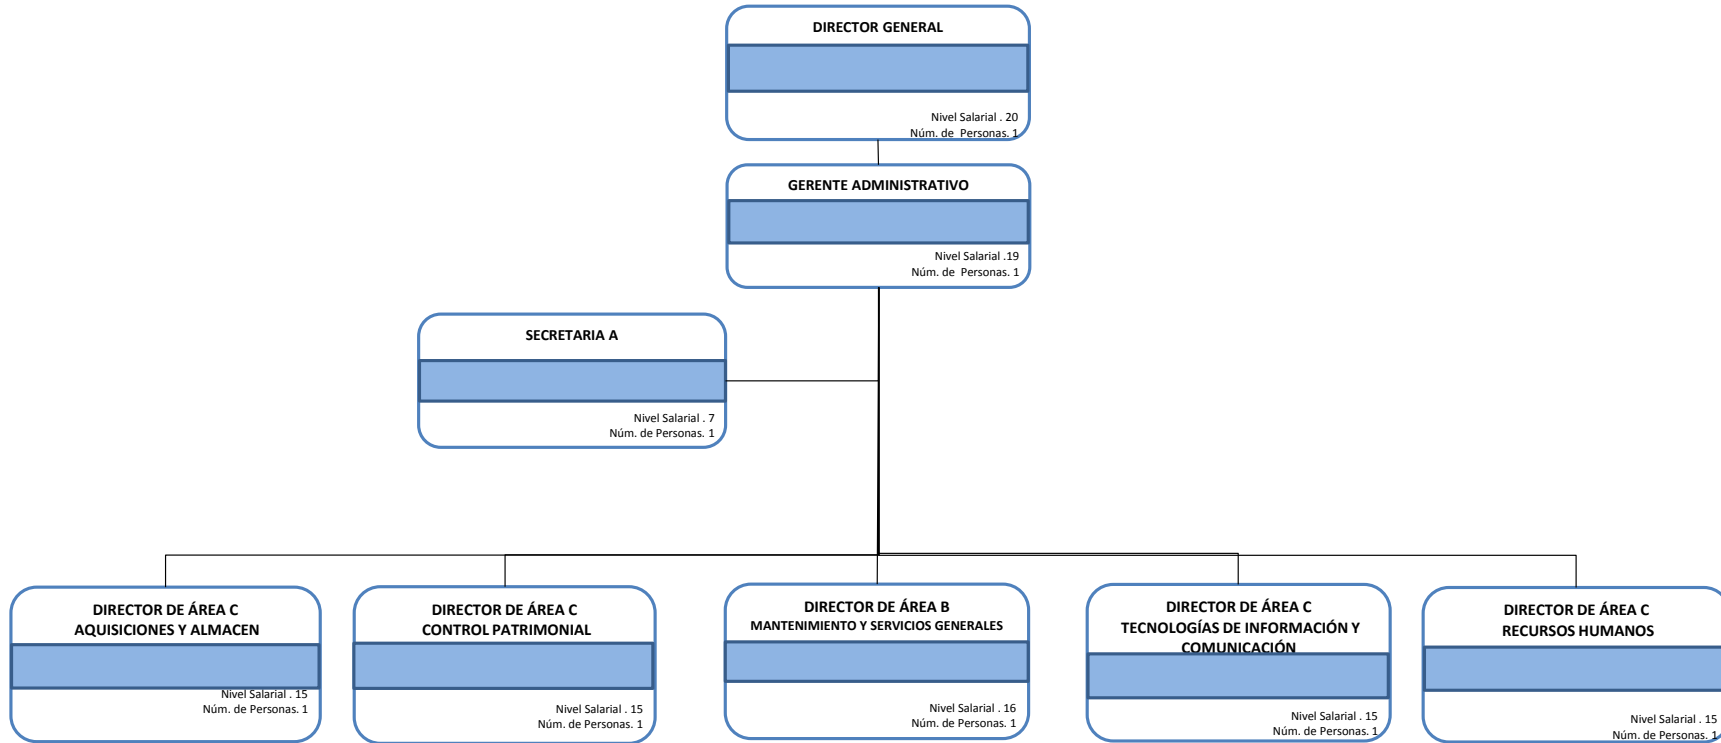 DIRECTOR GENERAL
Nivel Salarial . 20
Núm. de  Personas. 1
GERENTE ADMINISTRATIVO
Nivel Salarial .19
Núm. de  Personas. 1
SECRETARIA A
Nivel Salarial . 7
Núm. de Personas. 1
DIRECTOR DE ÁREA C
AQUISICIONES Y ALMACEN
Nivel Salarial . 15
Núm. de Personas. 1
DIRECTOR DE ÁREA C
CONTROL PATRIMONIAL
Nivel Salarial . 15
Núm. de Personas. 1
DIRECTOR DE ÁREA B
MANTENIMIENTO Y SERVICIOS GENERALES
Nivel Salarial . 16
Núm. de Personas. 1
DIRECTOR DE ÁREA C
TECNOLOGÍAS DE INFORMACIÓN Y
COMUNICACIÓN
Nivel Salarial . 15
Núm. de Personas. 1
DIRECTOR DE ÁREA C
RECURSOS HUMANOS
Nivel Salarial . 15
Núm. de Personas. 1